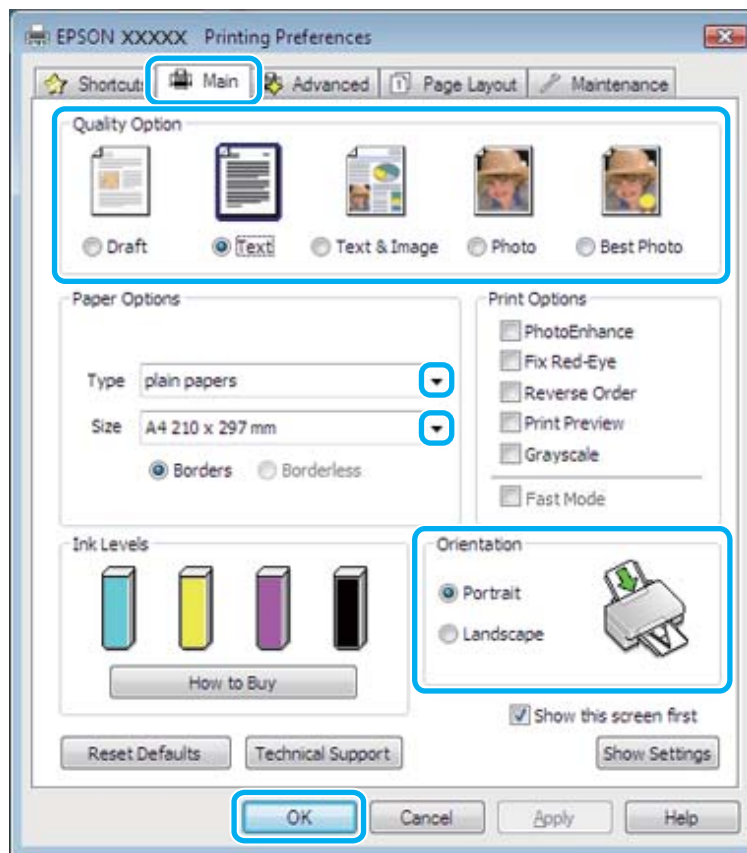 EPSON XXXXX Printing Preferences
Shortcuts Main Advanced Page Layout Maintenance
Quality Option
Draft Text Text & Image Photo Best Photo
Paper Options
Type plain papers
Size A4 210 x 297 mm
Borders Borderless
Print Options
PhotoEnhance
Fix Red-Eye
Reverse Order
Print Preview
Grayscale
Fast Mode
Ink Levels
How to Buy
Orientation
Portrait
Landscape
Show this screen first
Reset Defaults Technical Support Show Settings
OK Cancel Apply Help